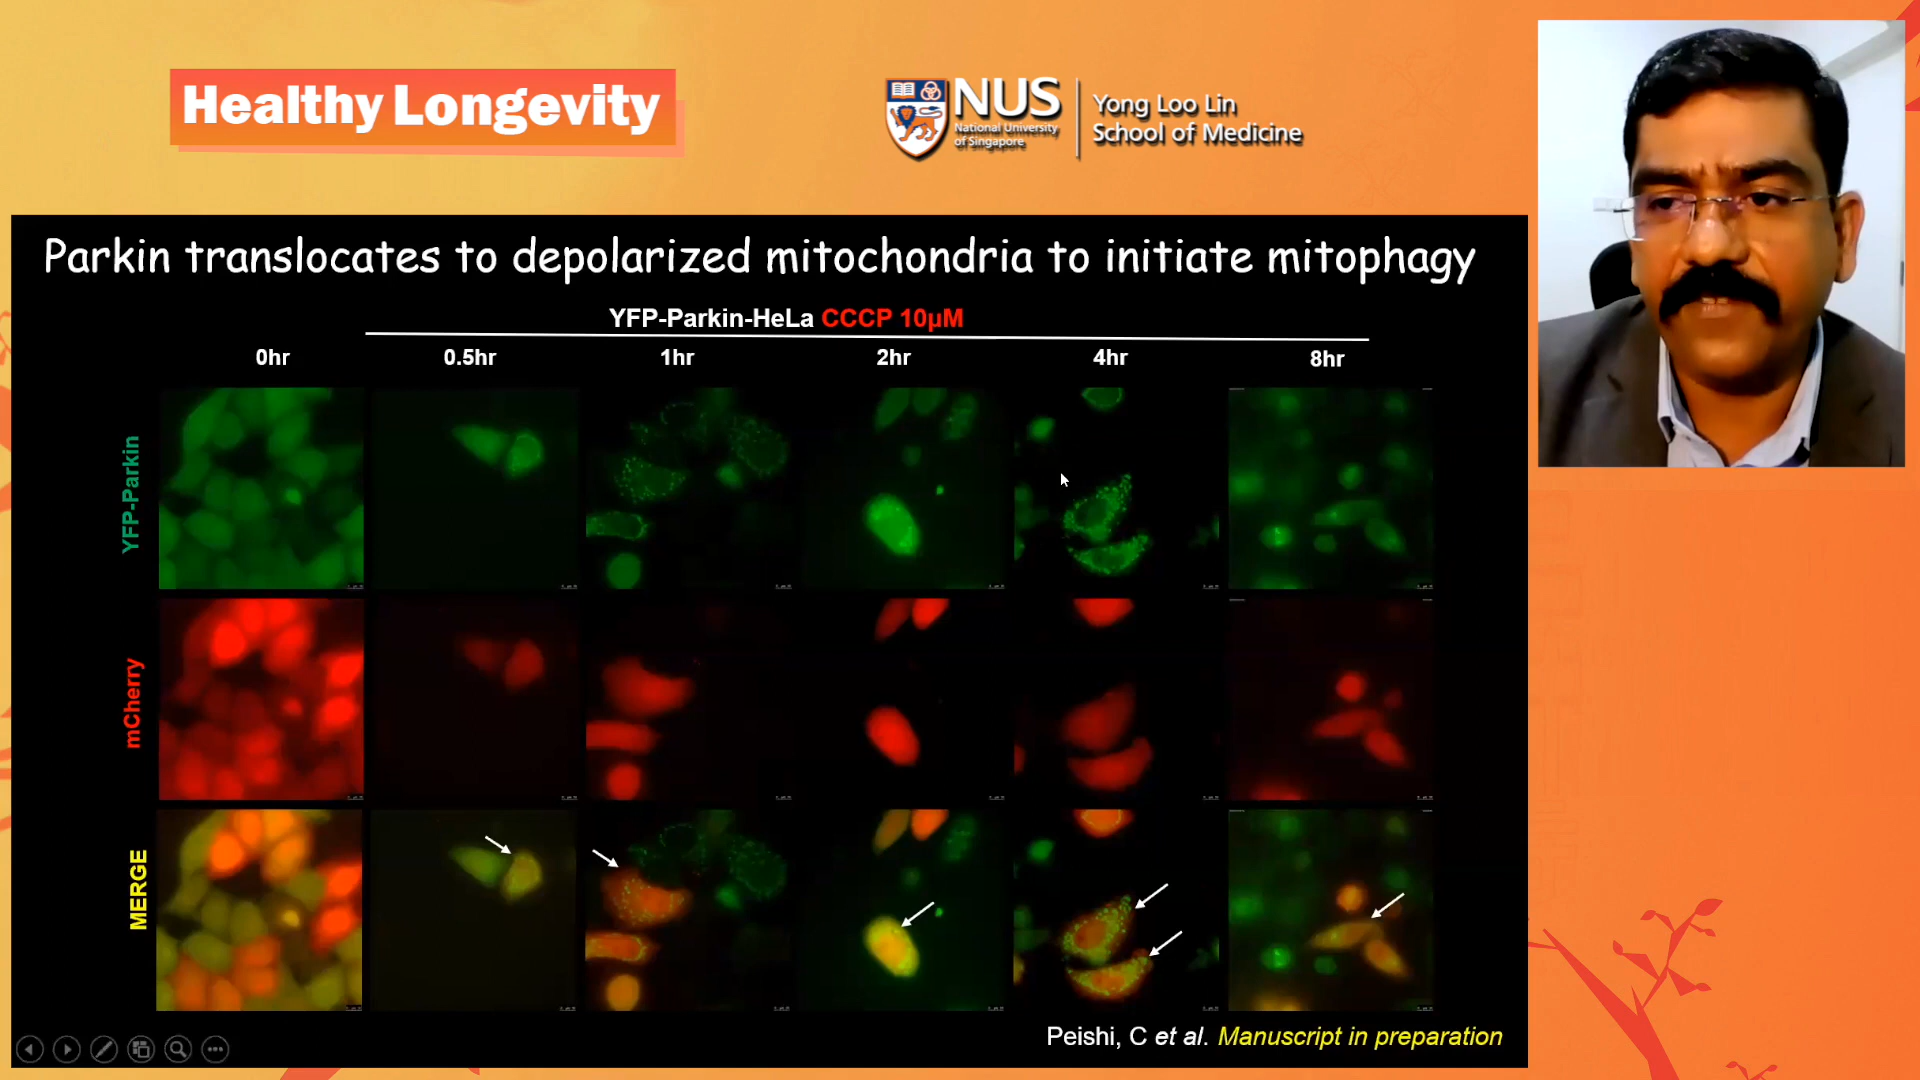 Healthy Longevity
NUS
National University
of Singapore
Yong Loo Lin
School of Medicine
Parkin translocates to depolarized mitochondria to initiate mitophagy
YFP-Parkin-HeLa CCCP 10µM
0hr 0.5hr 1hr 2hr 4hr 8hr
YFP-Parkin
mCherry
MERGE
Peishi, C et al. Manuscript in preparation